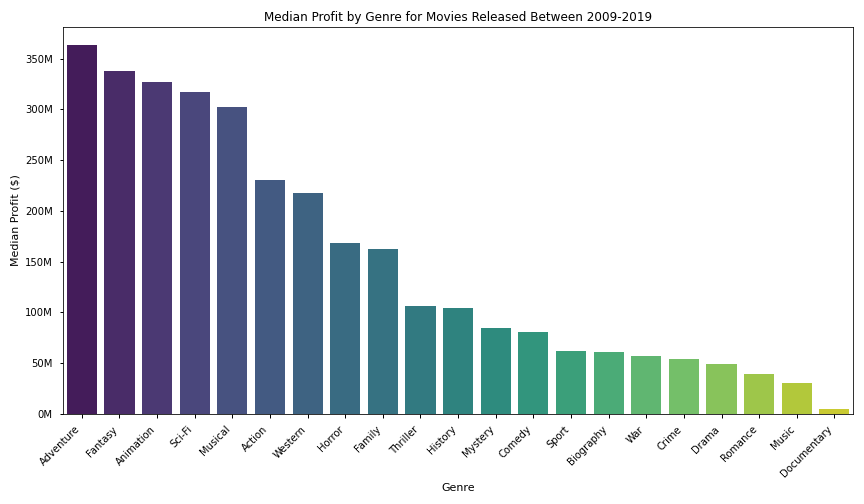 Median Profit by Genre for Movies Released Between 2009-2019
Median Profit ($)
350M
300M
250M
200M
150M
100M
50M
0M
Adventure
Fantasy
Animation
Sci-Fi
Musical
Action
Western
Horror
Family
Thriller
History
Mystery
Comedy
Sport
Biography
War
Crime
Drama
Romance
Music
Documentary
Genre